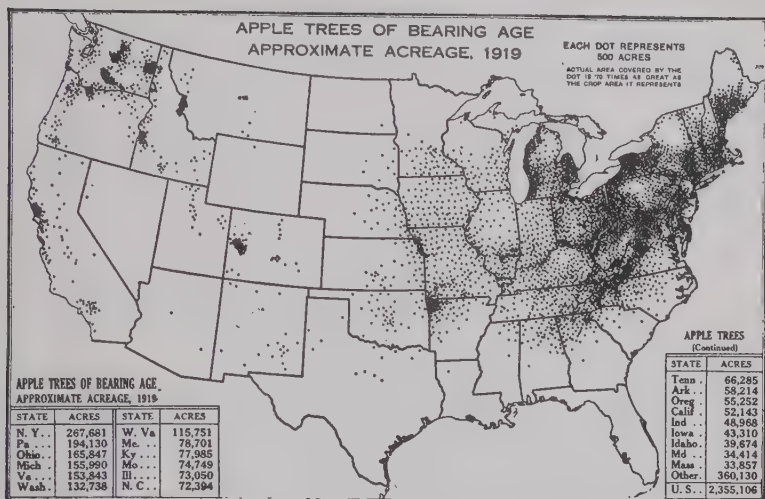 APPLE TREES OF BEARING AGE
APPROXIMATE ACREAGE, 1919
EACH DOT REPRESENTS
500 ACRES
ACTUAL AREA COVERED BY THE
DOT IS 10 TIMES AS GREAT AS
THE CROP AREA IT REPRESENTS
APPLE TREES OF BEARING AGE,
APPROXIMATE ACREAGE, 1919
STATE ACRES STATE ACRES
N. Y... 267,681 W. Va 115,751
Pa... 194,130 Me... 78,701
Ohio... 165,847 Ky... 77,985
Mich 155,990 Mo... 74,749
Va... 153,843 Ill... 73,050
Wash. 132,738 N. C... 72,394
APPLE TREES
(Continued)
STATE ACRES
Tenn. 66,285
Ark.. 58,214
Oreg. 55,252
Calif. 52,143
Ind.. 48,968
Iowa. 43,310
Idaho. 39,674
Md.. 34,414
Mass. 33,857
Other. 360,130
U. S.. 2,355,106